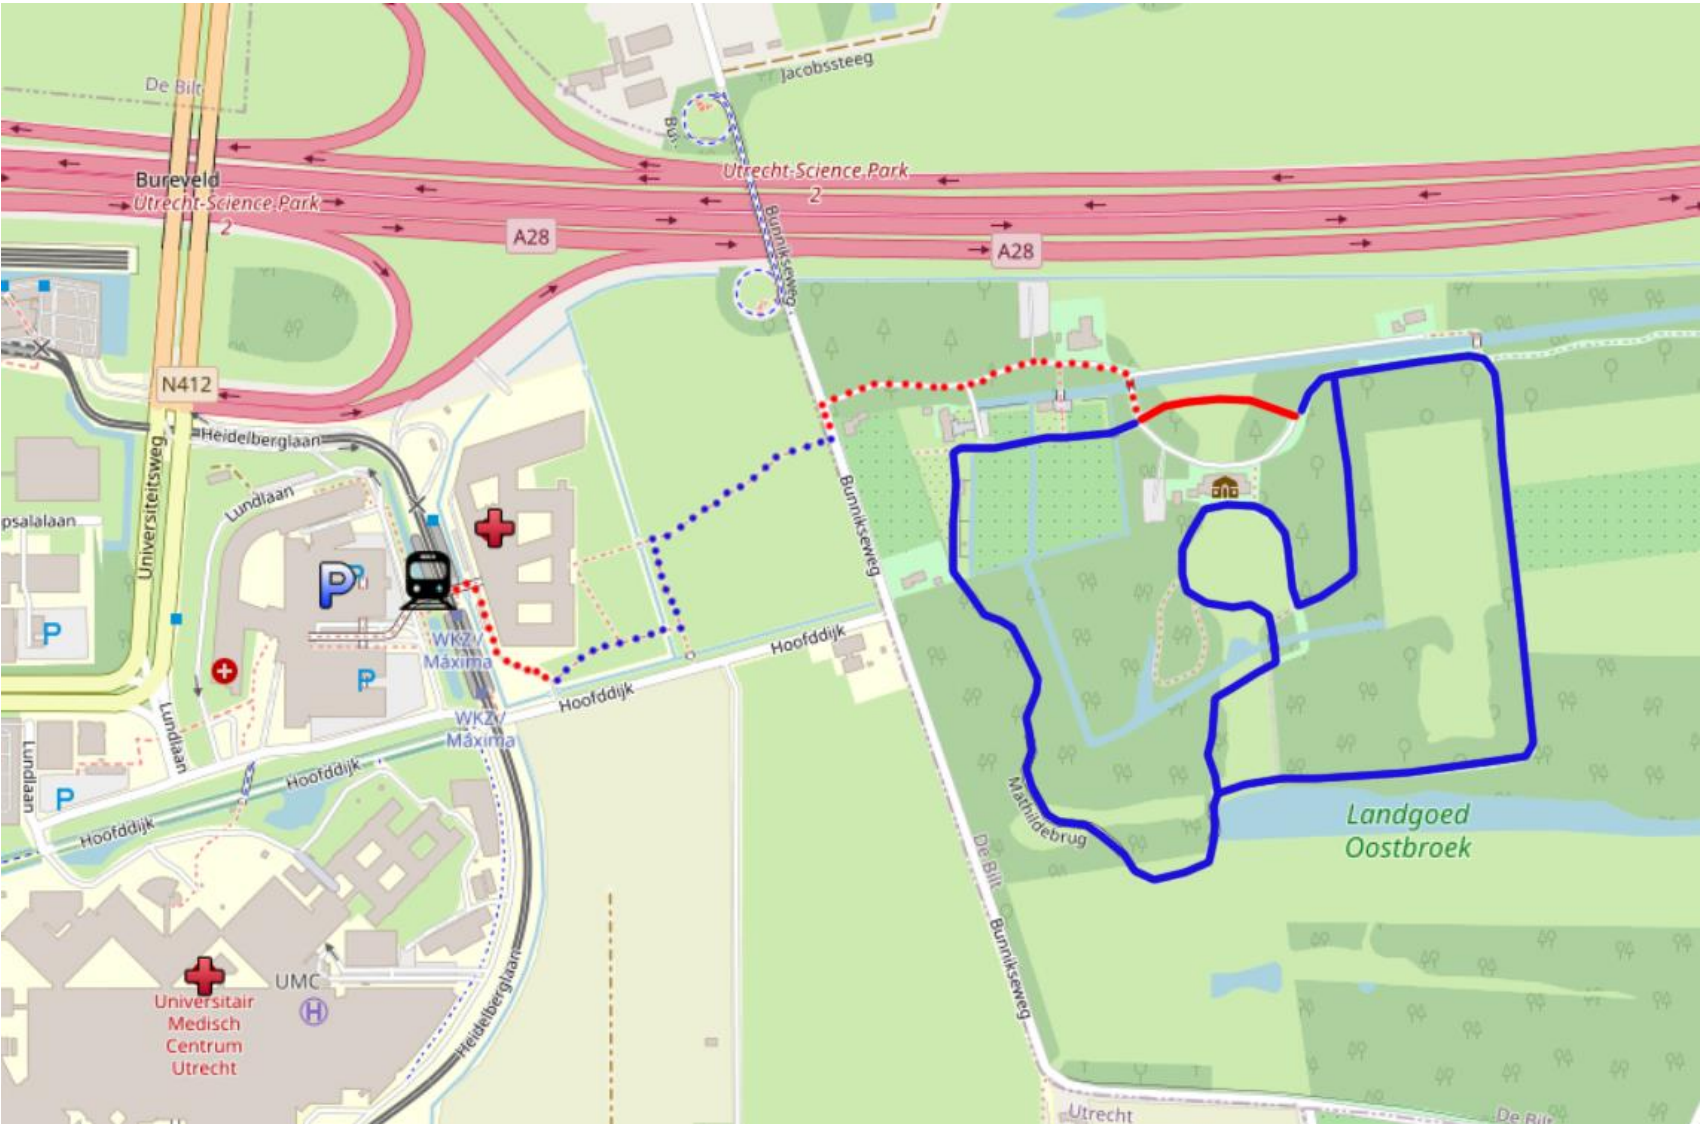 Jacobssteeg
De Bilt
Bun.
Utrecht-Science Park
2
Bureveld
Utrecht-Science Park
2
A28
A28
Bunnikseweg
N412
Heidelberglaan
Universiteitsweg
Lundlaan
psalalaan
Bunnikseweg
P
P
P
P
WKZ /
Máxima
Hoofddijk
Hoofddijk
WKZ /
Máxima
Lundlaan
Lundlaan
Hoofddijk
P
Hoofddijk
Mathildebrug
Landgoed
Oostbroek
De Bilt
Bunnikseweg
UMC
H
Universitair
Medisch
Centrum
Utrecht
Heidelberglaan
Utrecht
De Bilt